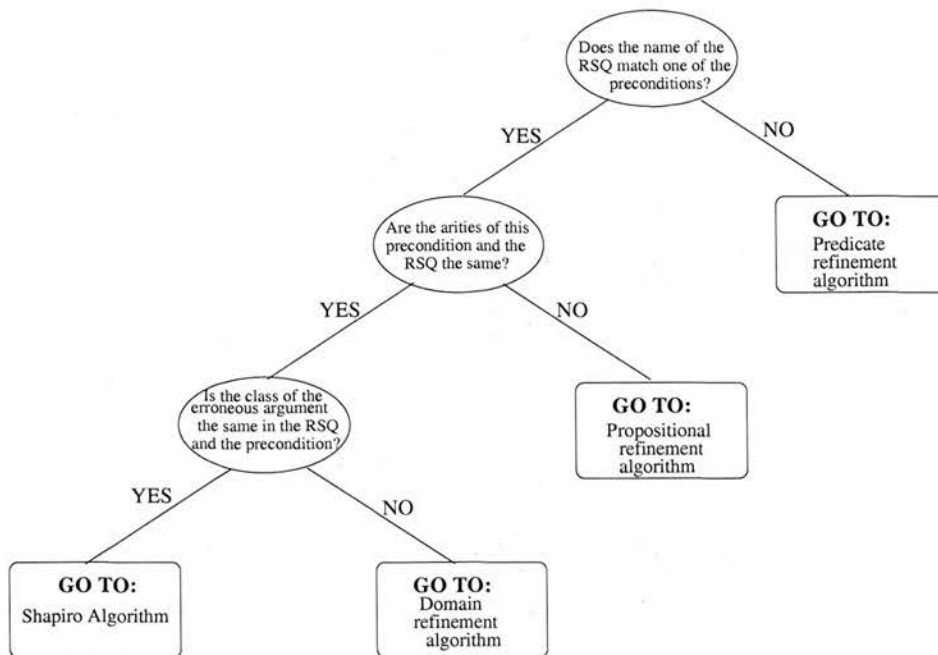 Does the name of the
RSQ match one of the
preconditions?
YES
NO
Are the arities of this
precondition and the
RSQ the same?
GO TO:
Predicate
refinement
algorithm
YES
NO
Is the class of the
erroneous argument
the same in the RSQ
and the precondition?
GO TO:
Propositional
refinement
algorithm
YES
NO
GO TO:
Shapiro Algorithm
GO TO:
Domain
refinement
algorithm